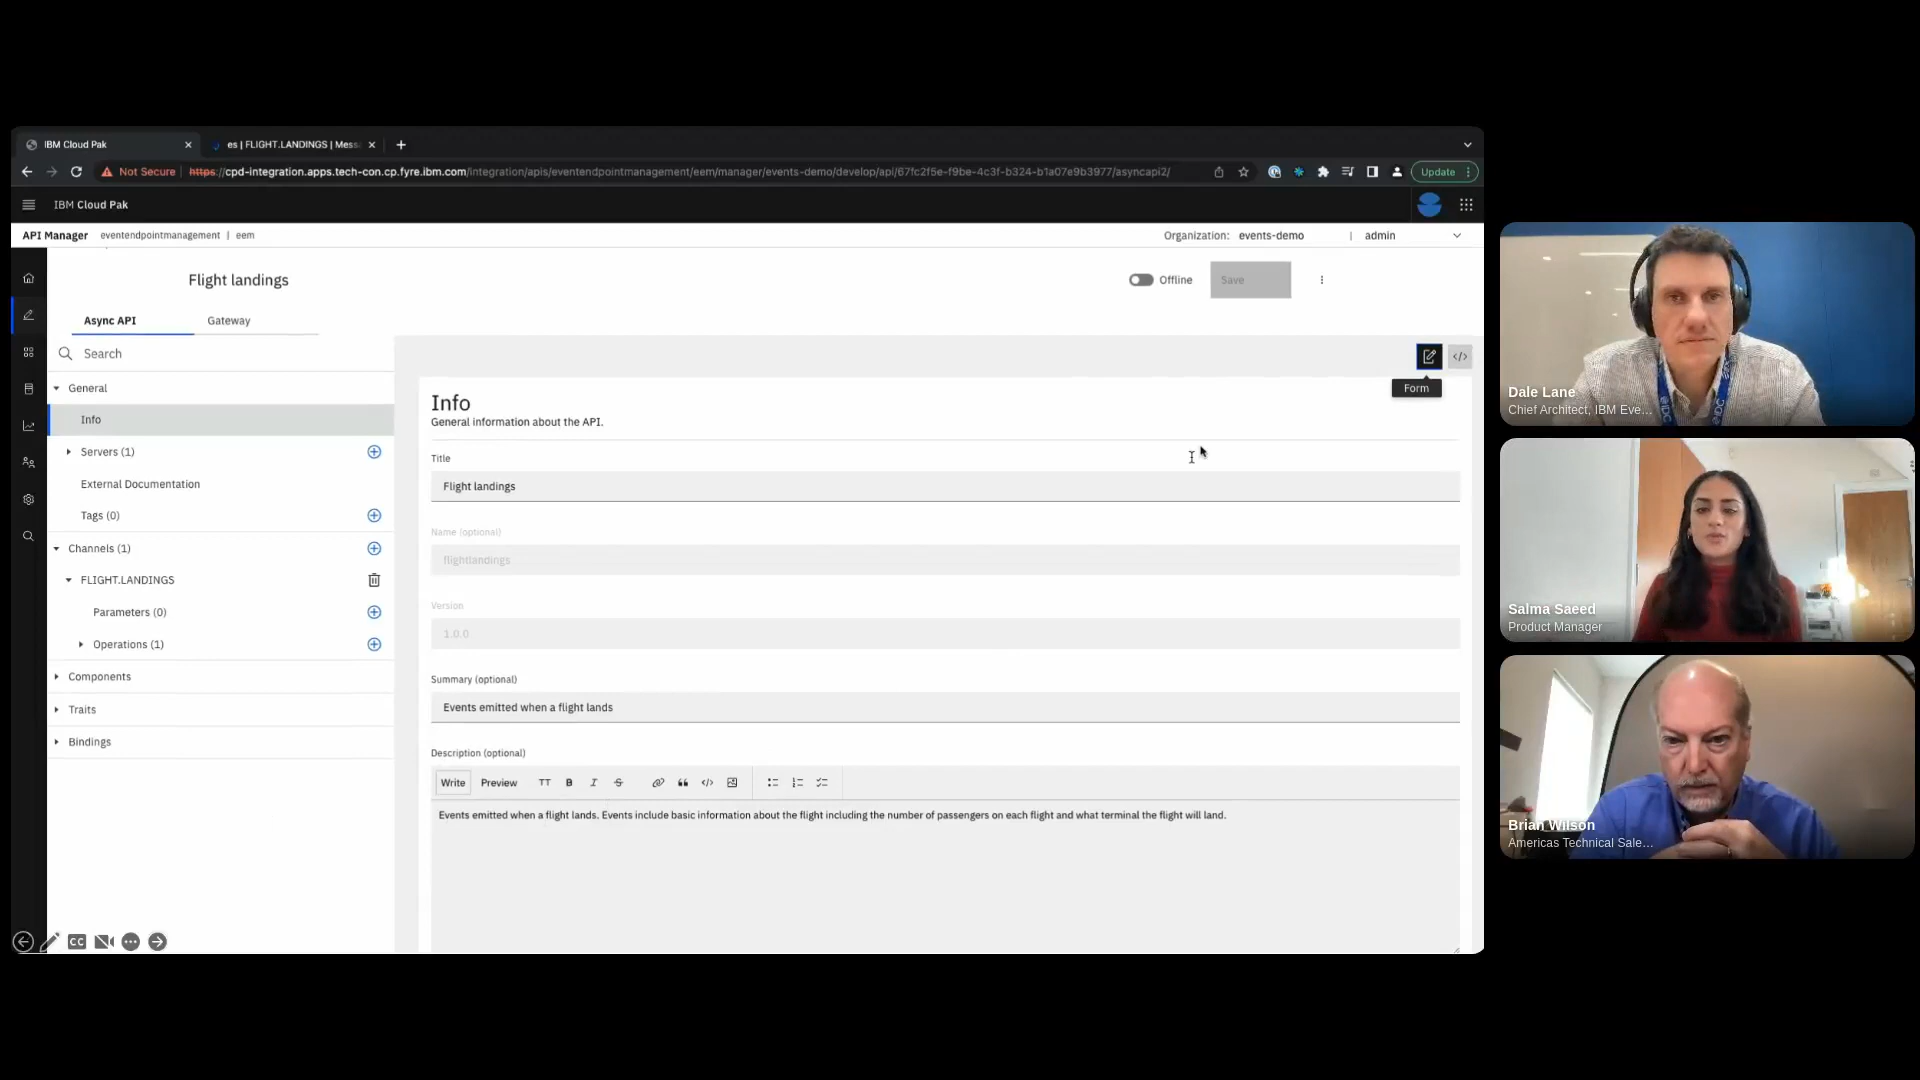 IBM Cloud Pak
es | FLIGHT.LANDINGS | Mess
Not Secure | https://cpd-integration.apps.tech-con.cp.fyre.ibm.com/integration/apis/eventendpointmanagement/eem/manager/events-demo/develop/api/67fc2f5e-f9be-4c3f-b324-b1a07e9b3977/asyncapi2/
Update
IBM Cloud Pak
API Manager eventendpointmanagement | eem
Organization: events-demo | admin
Flight landings
Offline
Save
Async API
Gateway
Search
General
Info
Servers (1)
External Documentation
Tags (0)
Channels (1)
FLIGHT.LANDINGS
Parameters (0)
Operations (1)
Components
Traits
Bindings
</>
Form
Info
General information about the API.
Title
Flight landings
Name (optional)
flightlandings
Version
1.0.0
Summary (optional)
Events emitted when a flight lands
Description (optional)
Write Preview TT B I S
Events emitted when a flight lands. Events include basic information about the flight including the number of passengers on each flight and what terminal the flight will land.
CC
Dale Lane
Chief Architect, IBM Eve...
Salma Saeed
Product Manager
Brian Wilson
Americas Technical Sale...